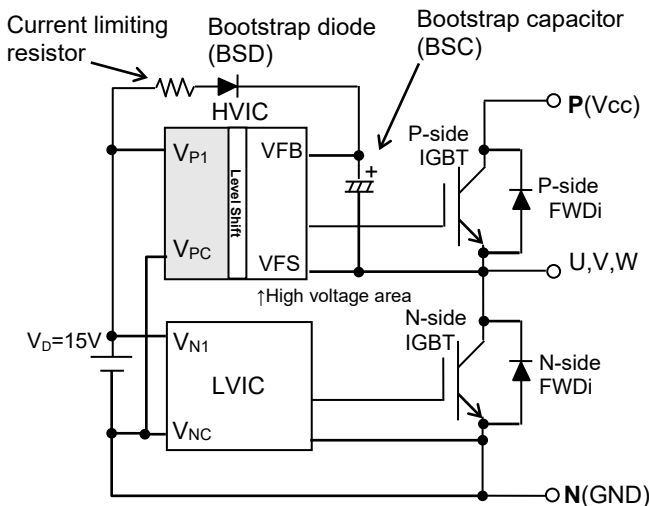 Current limiting
resistor
Bootstrap diode
(BSD)
Bootstrap capacitor
(BSC)
HVIC
P(Vcc)
VP1
VFB
Level Shift
P-side
IGBT
P-side
FWDi
VPC
VFS
U,V,W
↑High voltage area
VD=15V
VN1
LVIC
N-side
IGBT
N-side
FWDi
VNC
N(GND)